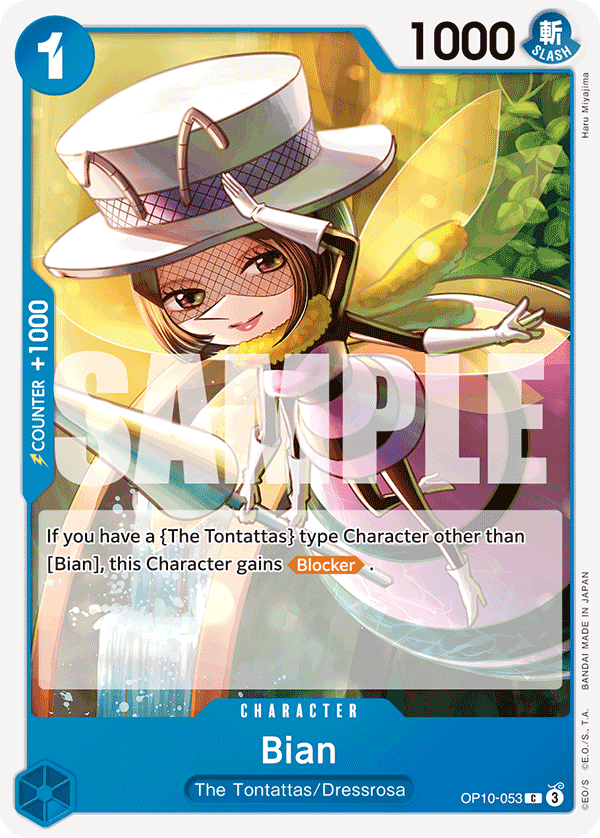 1
1000
斬
SLASH
Haru Miyajima
COUNTER +1000
SAMPLE
If you have a {The Tontattas} type Character other than
[Bian], this Character gains Blocker .
CHARACTER
Bian
The Tontattas/Dressrosa
OP10-053 C 3
©EO/S ©E.O./S., T.A. BANDAI MADE IN JAPAN